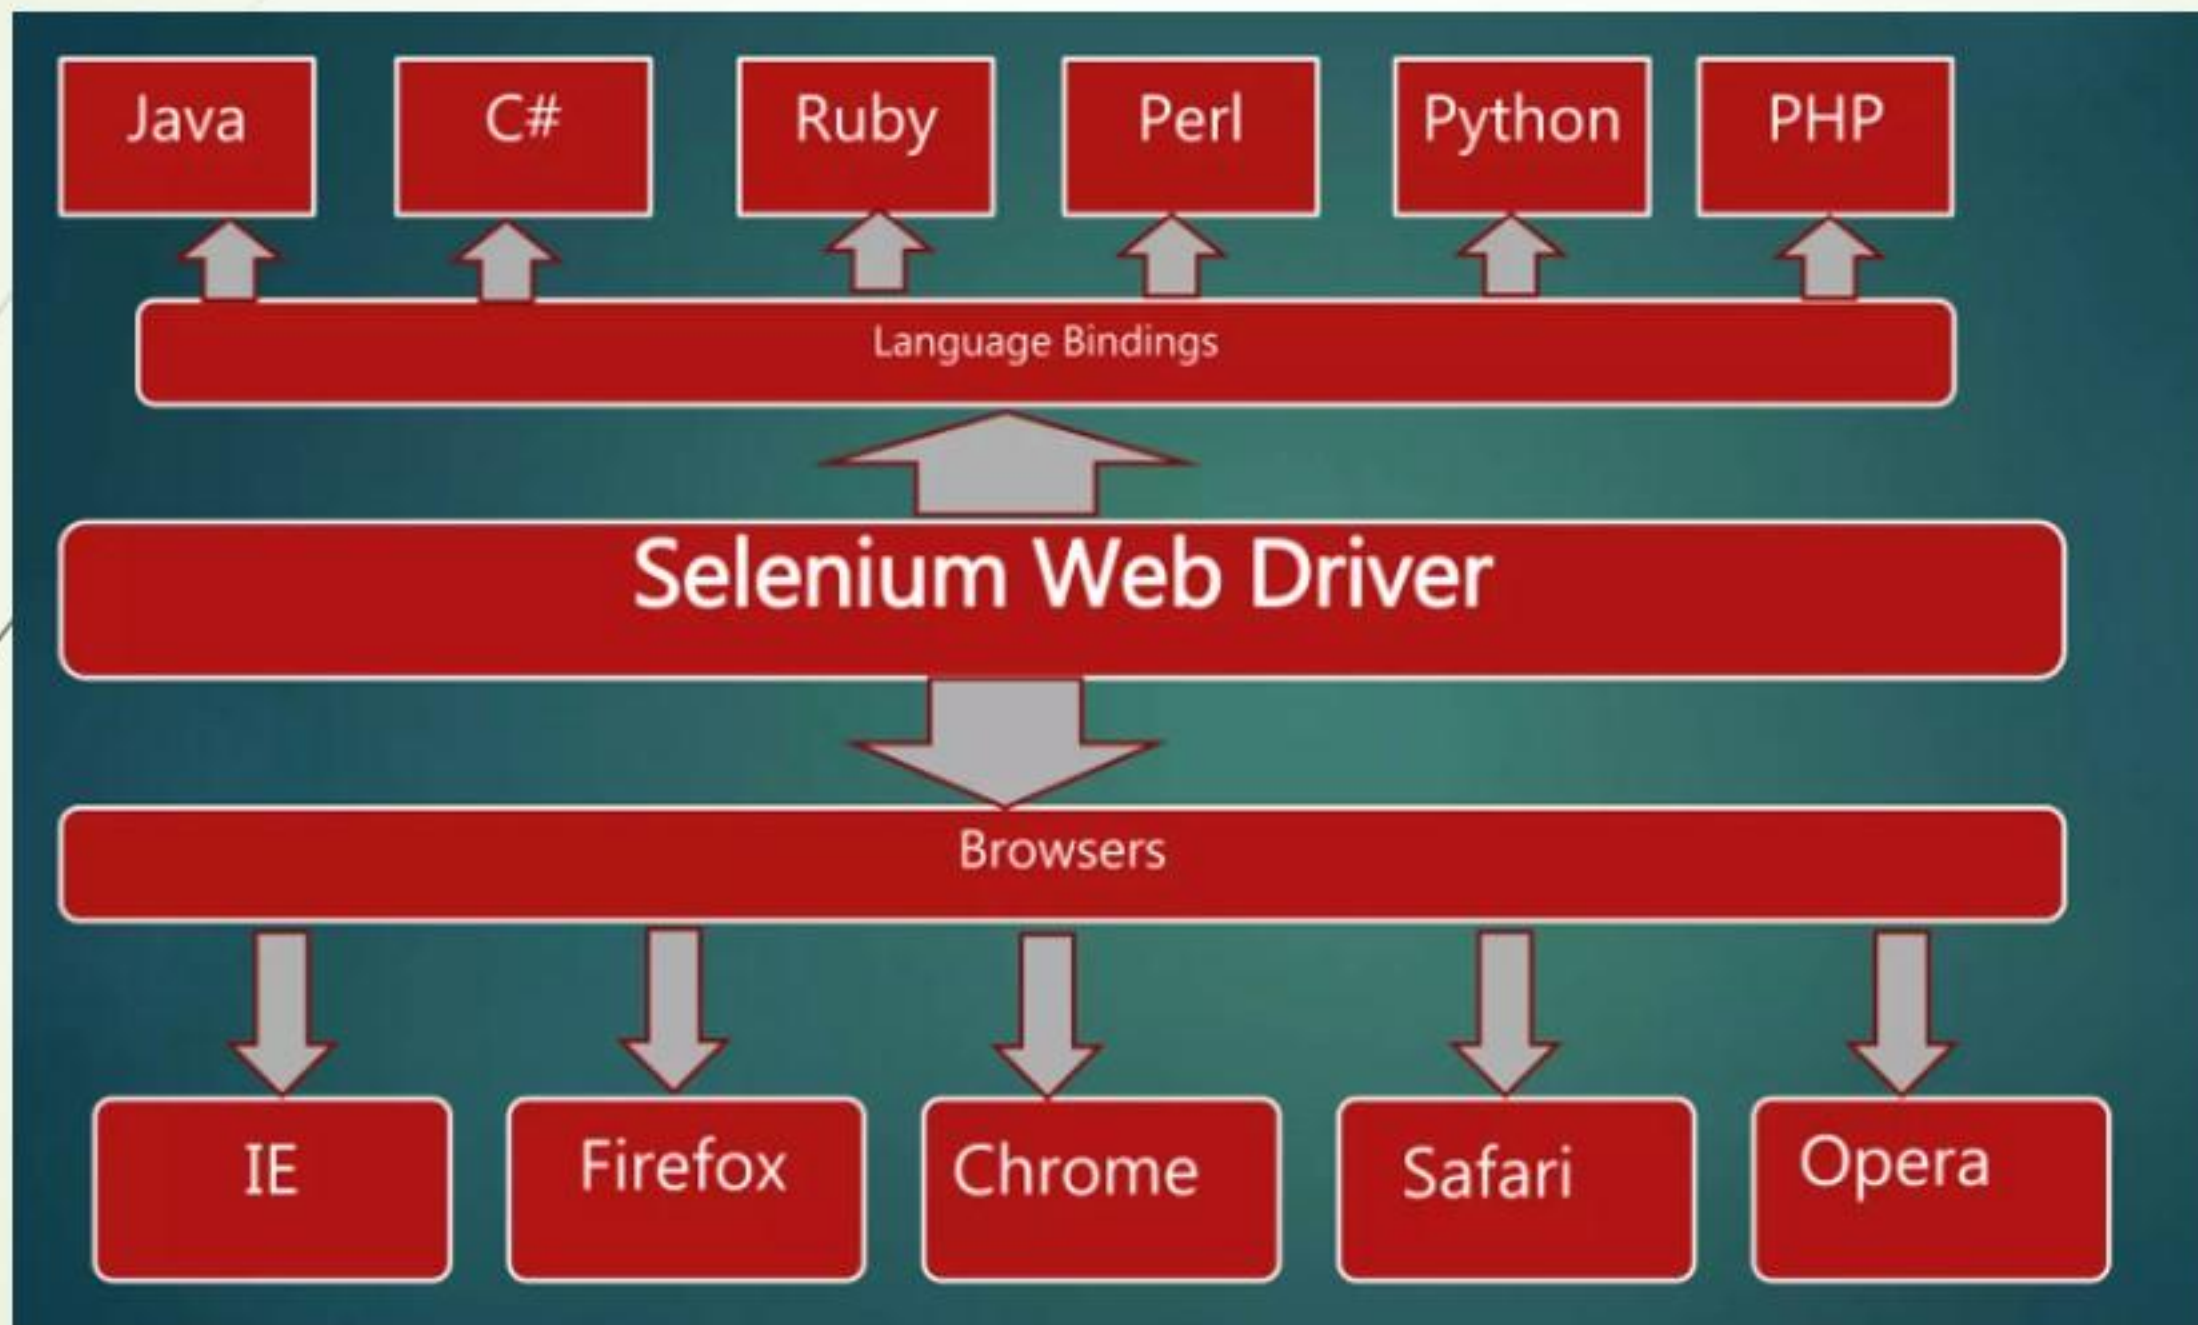 Java
C#
Ruby
Perl
Python
PHP
Language Bindings
Selenium Web Driver
Browsers
IE
Firefox
Chrome
Safari
Opera